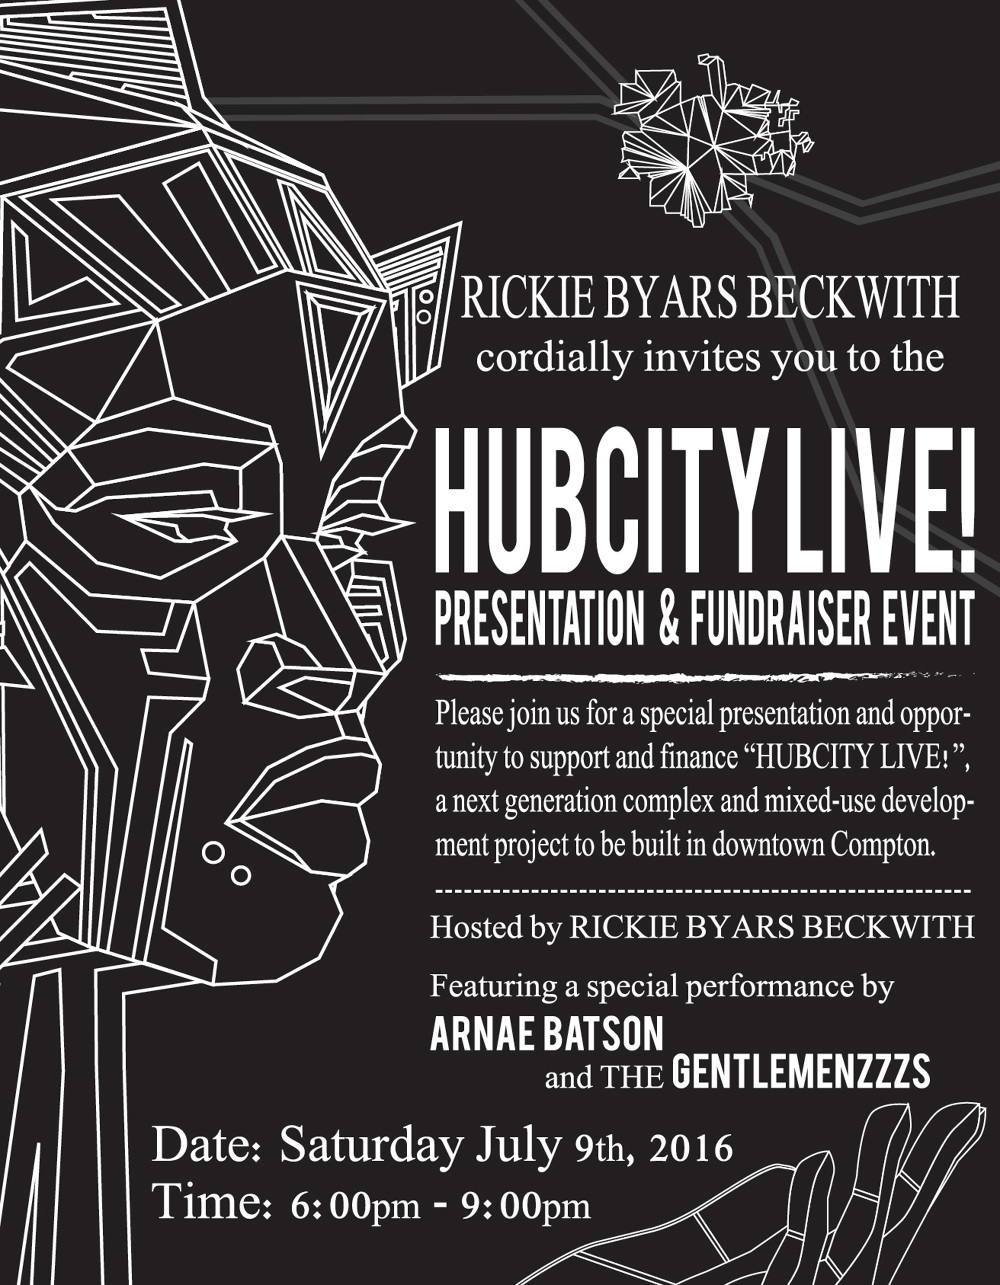 RICKIE BYARS BECKWITH
cordially invites you to the
HUBCITY LIVE!
PRESENTATION & FUNDRAISER EVENT
Please join us for a special presentation and oppor-
tunity to support and finance “HUBCITY LIVE!”,
a next generation complex and mixed-use develop-
ment project to be built in downtown Compton.
Hosted by RICKIE BYARS BECKWITH
Featuring a special performance by
ARNAE BATSON
and THE GENTLEMENZZZS
Date: Saturday July 9th, 2016
Time: 6:00pm - 9:00pm